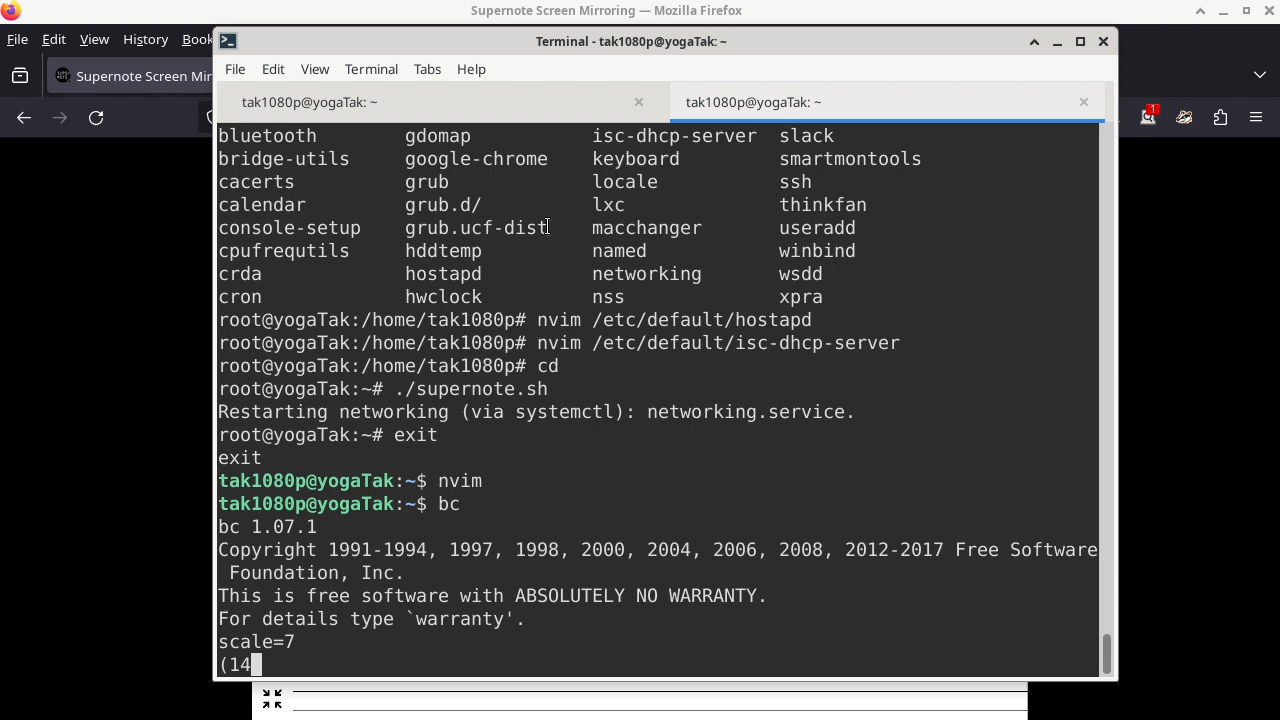 Supernote Screen Mirroring — Mozilla Firefox
File Edit View History Book
Terminal - tak1080p@yogaTak: ~
Supernote Screen Mir
File Edit View Terminal Tabs Help
tak1080p@yogaTak: ~
tak1080p@yogaTak: ~
1
bluetooth gdomap isc-dhcp-server slack
bridge-utils google-chrome keyboard smartmontools
cacerts grub locale ssh
calendar grub.d/ lxc thinkfan
console-setup grub.ucf-dist macchanger useradd
cpufrequtils hddtemp named winbind
crda hostapd networking wsdd
cron hwclock nss xpra
root@yogaTak:/home/tak1080p# nvim /etc/default/hostapd
root@yogaTak:/home/tak1080p# nvim /etc/default/isc-dhcp-server
root@yogaTak:/home/tak1080p# cd
root@yogaTak:~# ./supernote.sh
Restarting networking (via systemctl): networking.service.
root@yogaTak:~# exit
exit
tak1080p@yogaTak:~$ nvim
tak1080p@yogaTak:~$ bc
bc 1.07.1
Copyright 1991-1994, 1997, 1998, 2000, 2004, 2006, 2008, 2012-2017 Free Software
Foundation, Inc.
This is free software with ABSOLUTELY NO WARRANTY.
For details type `warranty'.
scale=7
(14